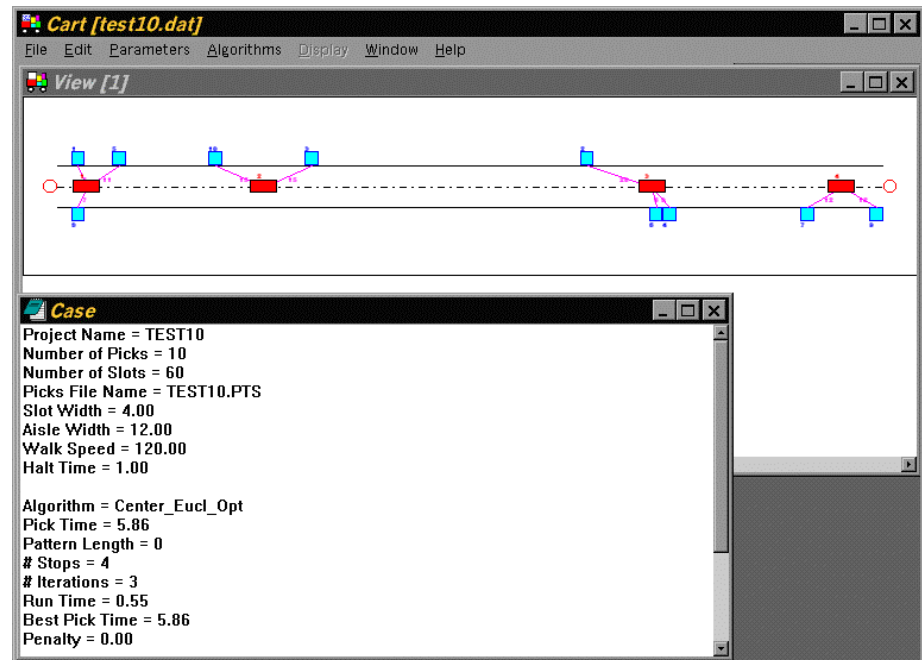 Cart [test10.dat]
File Edit Parameters Algorithms Display Window Help
View [1]
Case
Project Name = TEST10
Number of Picks = 10
Number of Slots = 60
Picks File Name = TEST10.PTS
Slot Width = 4.00
Aisle Width = 12.00
Walk Speed = 120.00
Halt Time = 1.00
Algorithm = Center_Eucl_Opt
Pick Time = 5.86
Pattern Length = 0
# Stops = 4
# Iterations = 3
Run Time = 0.55
Best Pick Time = 5.86
Penalty = 0.00